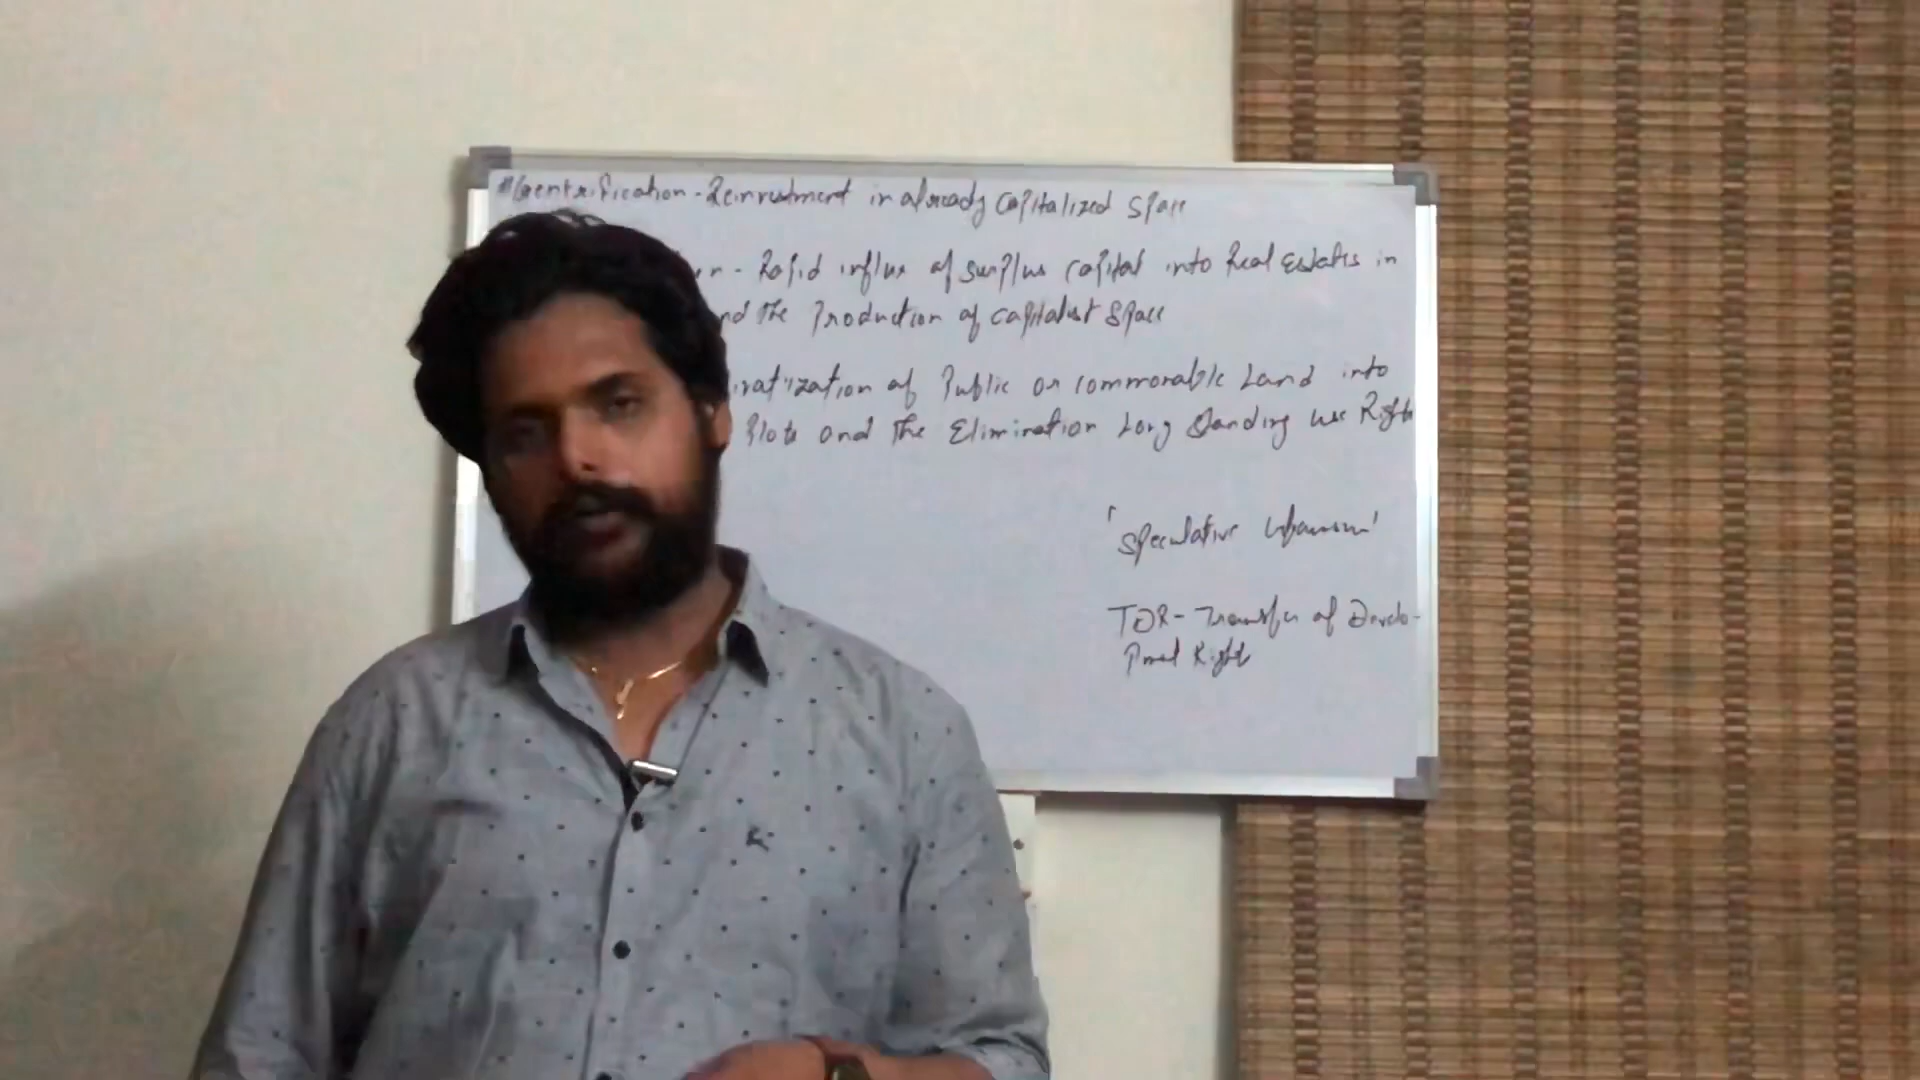 #Gentrification - Reinvestment in already Capitalized Space
- Rapid influx of surplus capital into Real Estates in
nd the Production of capitalist Space
ivatization of Public or commonable Land into
Plots and the Elimination Long Standing use Rights
'Speculative Urbanism'
TDR - Transfer of Develo-
pment Right